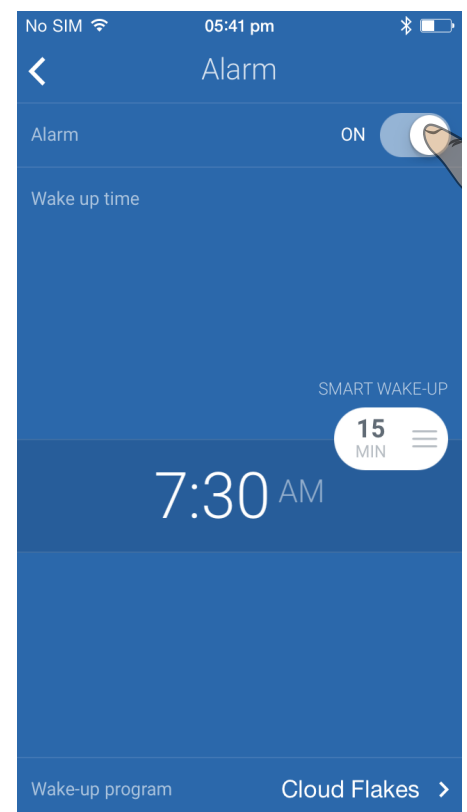 No SIM 05:41 pm
Alarm
Alarm ON
Wake up time
SMART WAKE-UP
15
MIN
7:30 AM
Wake-up program Cloud Flakes